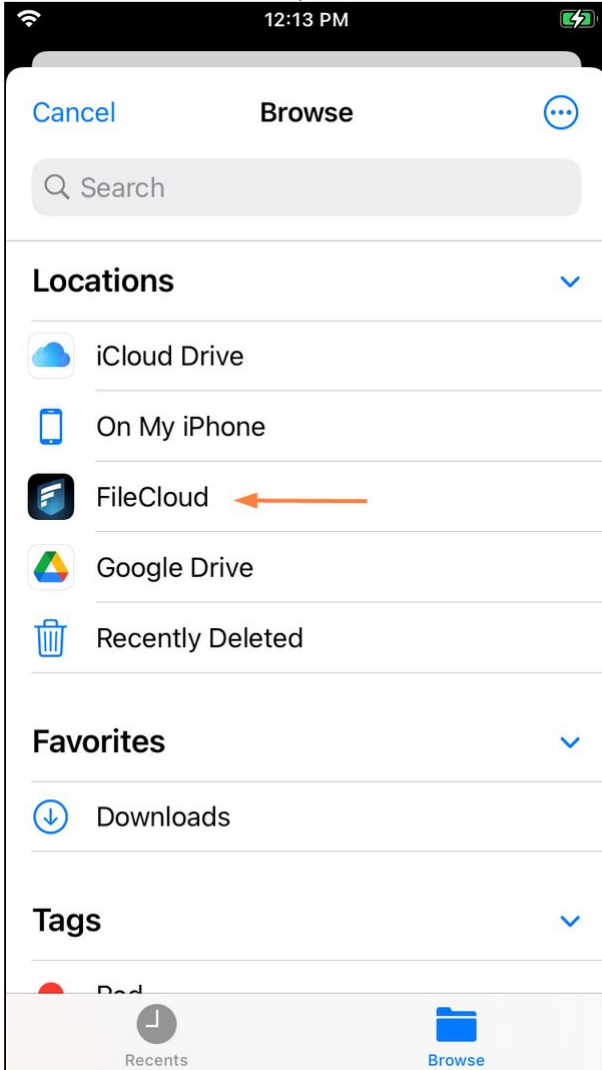 12:13 PM
Cancel
Browse
Search
Locations
iCloud Drive
On My iPhone
FileCloud
Google Drive
Recently Deleted
Favorites
Downloads
Tags
Red
Recents
Browse